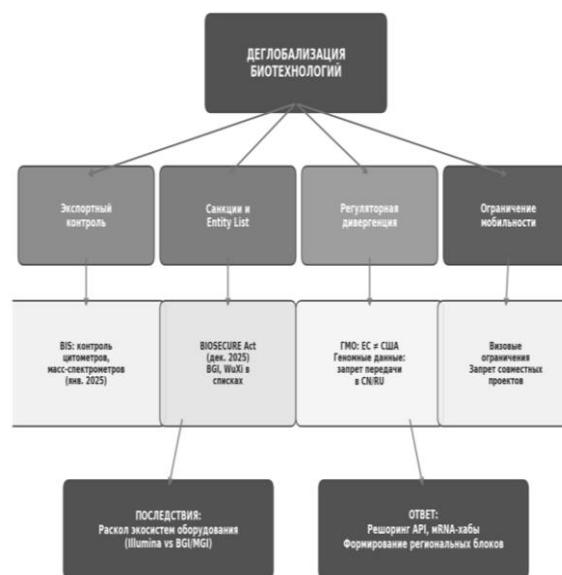 ДЕГЛОБАЛИЗАЦИЯ
БИОТЕХНОЛОГИЙ
Экспортный
контроль
Санкции и
Entity List
Регуляторная
дивергенция
Ограничение
мобильности
BIS: контроль
цитометров,
масс-спектрометров
(янв. 2025)
BIOSECURE Act
(дек. 2025)
BGI, WuXi в
списках
ГМО: ЕС ≠ США
Геномные данные:
запрет передачи
в CN/RU
Визовые
ограничения
Запрет совместных
проектов
ПОСЛЕДСТВИЯ:
Раскол экосистем оборудования
(Illumina vs BGI/MGI)
ОТВЕТ:
Решоринг API, мRNA-хабы
Формирование региональных блоков